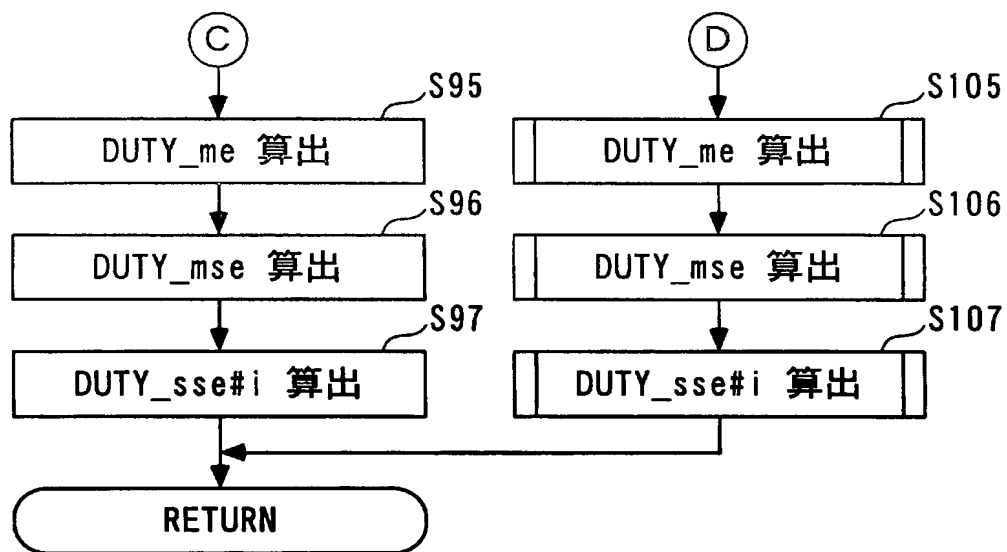 C
D
S95
DUTY_me 算出
S105
DUTY_me 算出
S96
DUTY_mse 算出
S106
DUTY_mse 算出
S97
DUTY_sse#i 算出
S107
DUTY_sse#i 算出
RETURN